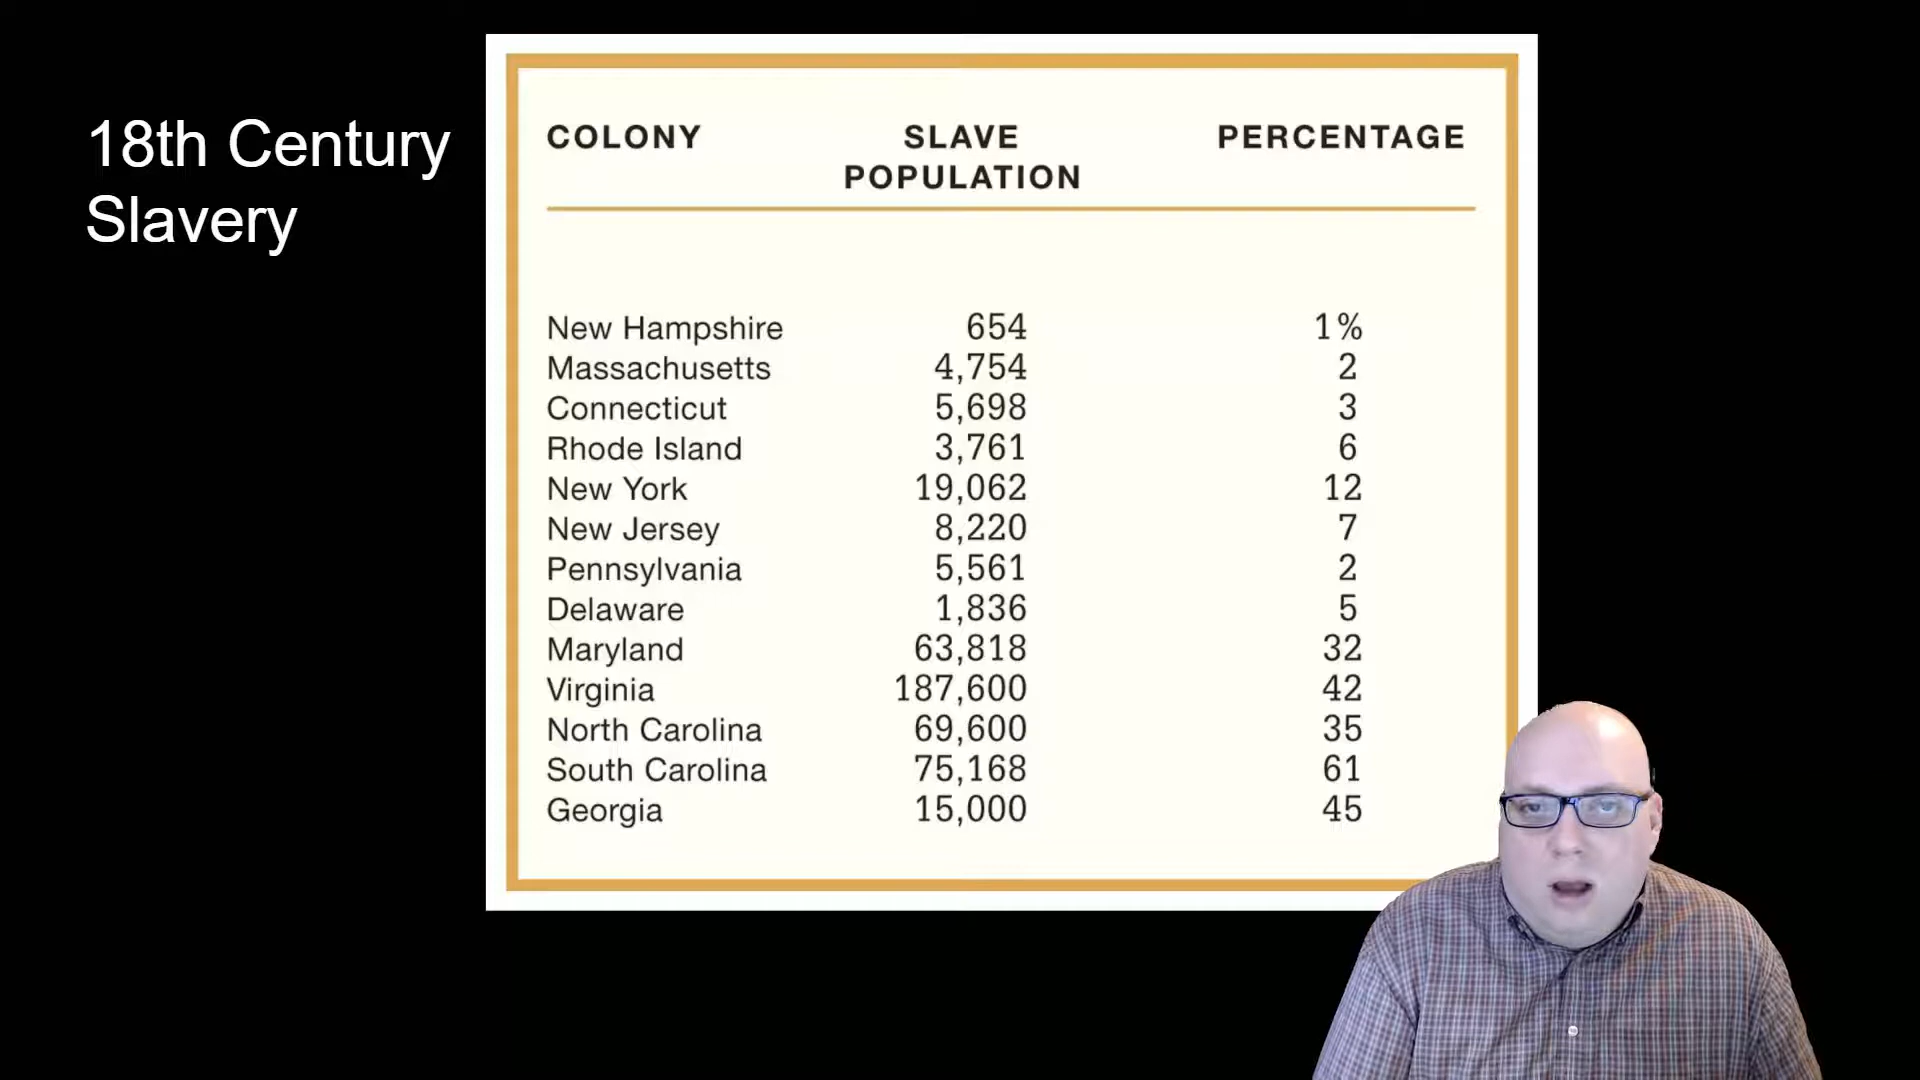 18th Century
Slavery
COLONY SLAVE POPULATION PERCENTAGE
New Hampshire 654 1%
Massachusetts 4,754 2
Connecticut 5,698 3
Rhode Island 3,761 6
New York 19,062 12
New Jersey 8,220 7
Pennsylvania 5,561 2
Delaware 1,836 5
Maryland 63,818 32
Virginia 187,600 42
North Carolina 69,600 35
South Carolina 75,168 61
Georgia 15,000 45